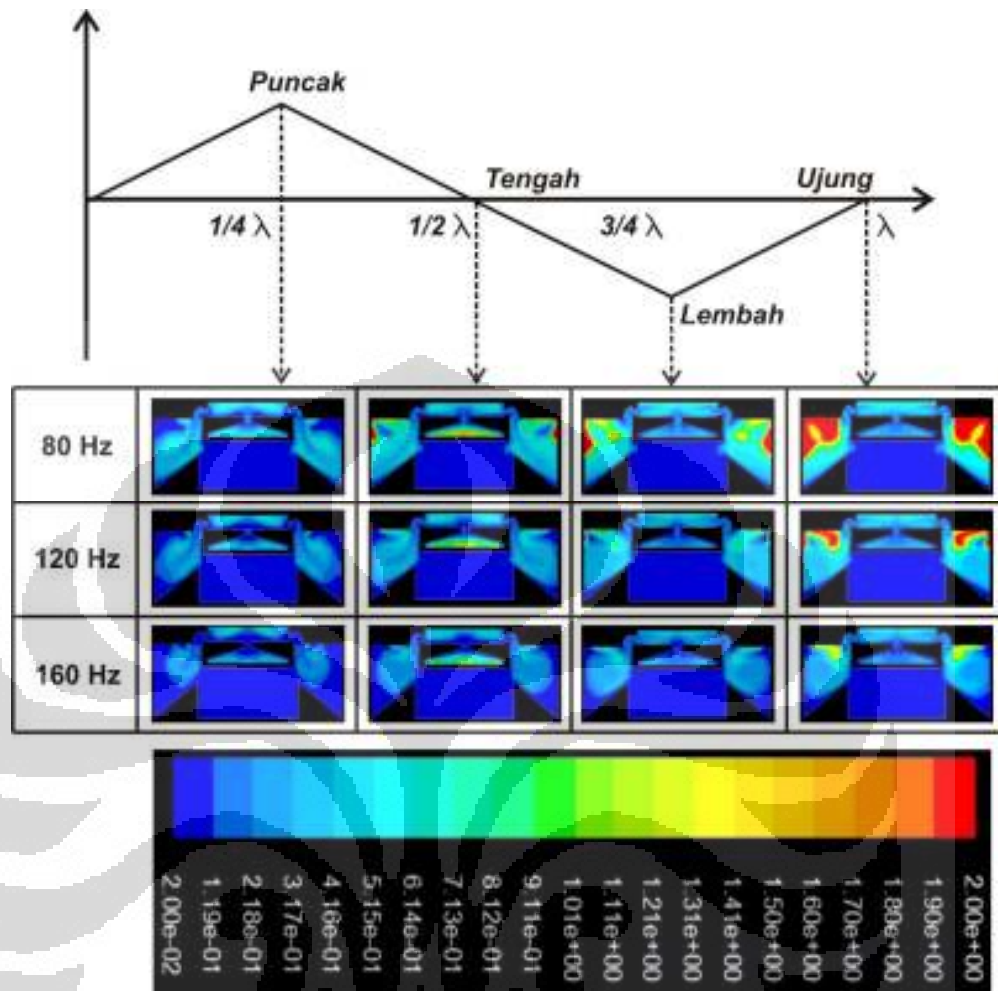 Puncak
Tengah
Ujung
1/4 λ
1/2 λ
3/4 λ
λ
Lembah
80 Hz
120 Hz
160 Hz
2.00e-02
1.19e-01
2.18e-01
3.17e-01
4.16e-01
5.15e-01
6.14e-01
7.13e-01
8.12e-01
9.11e-01
1.01e+00
1.11e+00
1.21e+00
1.31e+00
1.41e+00
1.50e+00
1.60e+00
1.70e+00
1.80e+00
1.90e+00
2.00e+00